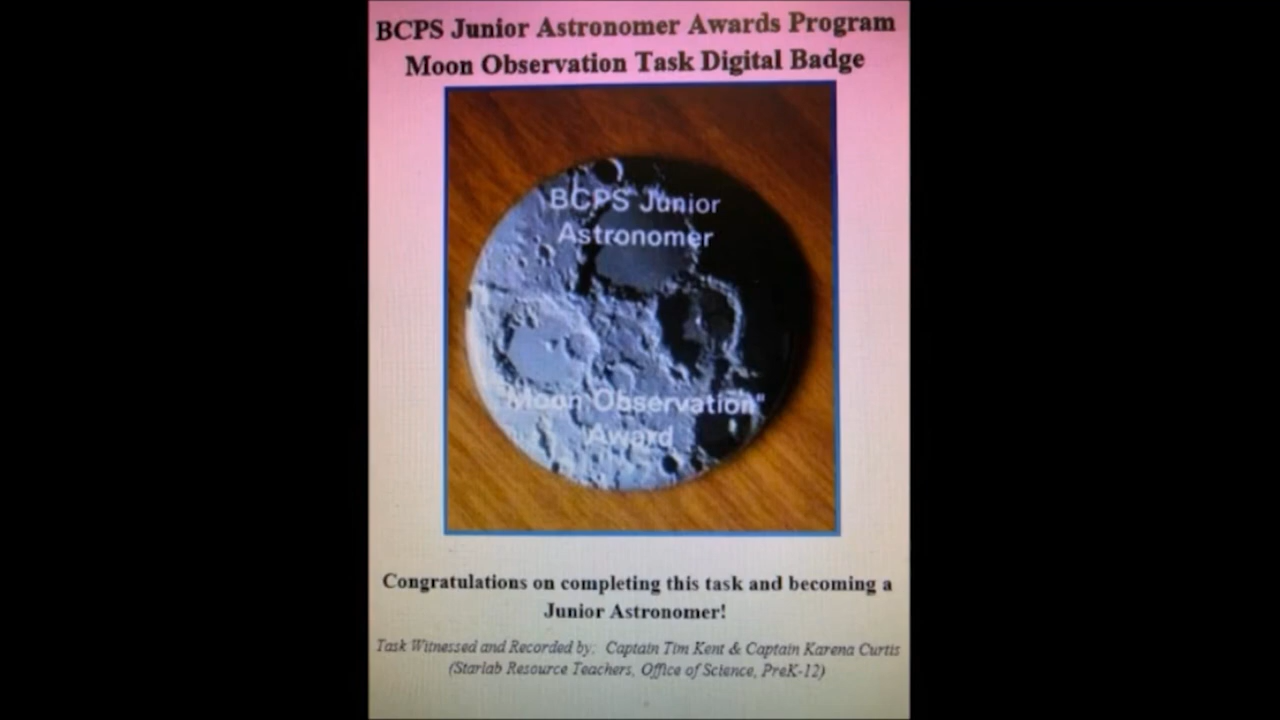 BCPS Junior Astronomer Awards Program
Moon Observation Task Digital Badge
BCPS Junior
Astronomer
"Moon Observation"
Award
Congratulations on completing this task and becoming a
Junior Astronomer!
Task Witnessed and Recorded by: Captain Tim Kent & Captain Karena Curtis
(Starlab Resource Teachers, Office of Science, PreK-12)